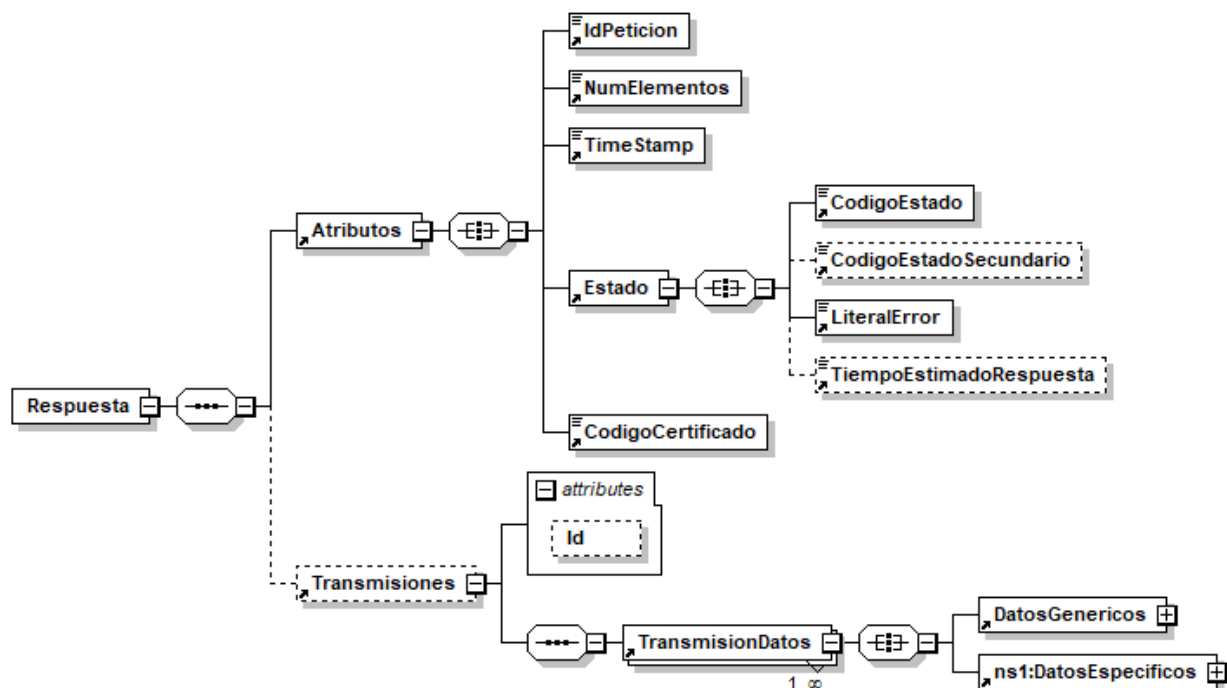 IdPeticion
NumElementos
TimeStamp
CodigoEstado
Atributos
CodigoEstadoSecundario
Estado
LiteralError
TiempoEstimadoRespuesta
Respuesta
CodigoCertificado
attributes
Id
Transmisiones
DatosGenericos
TransmisionDatos
1 ∞
ns1:DatosEspecificos